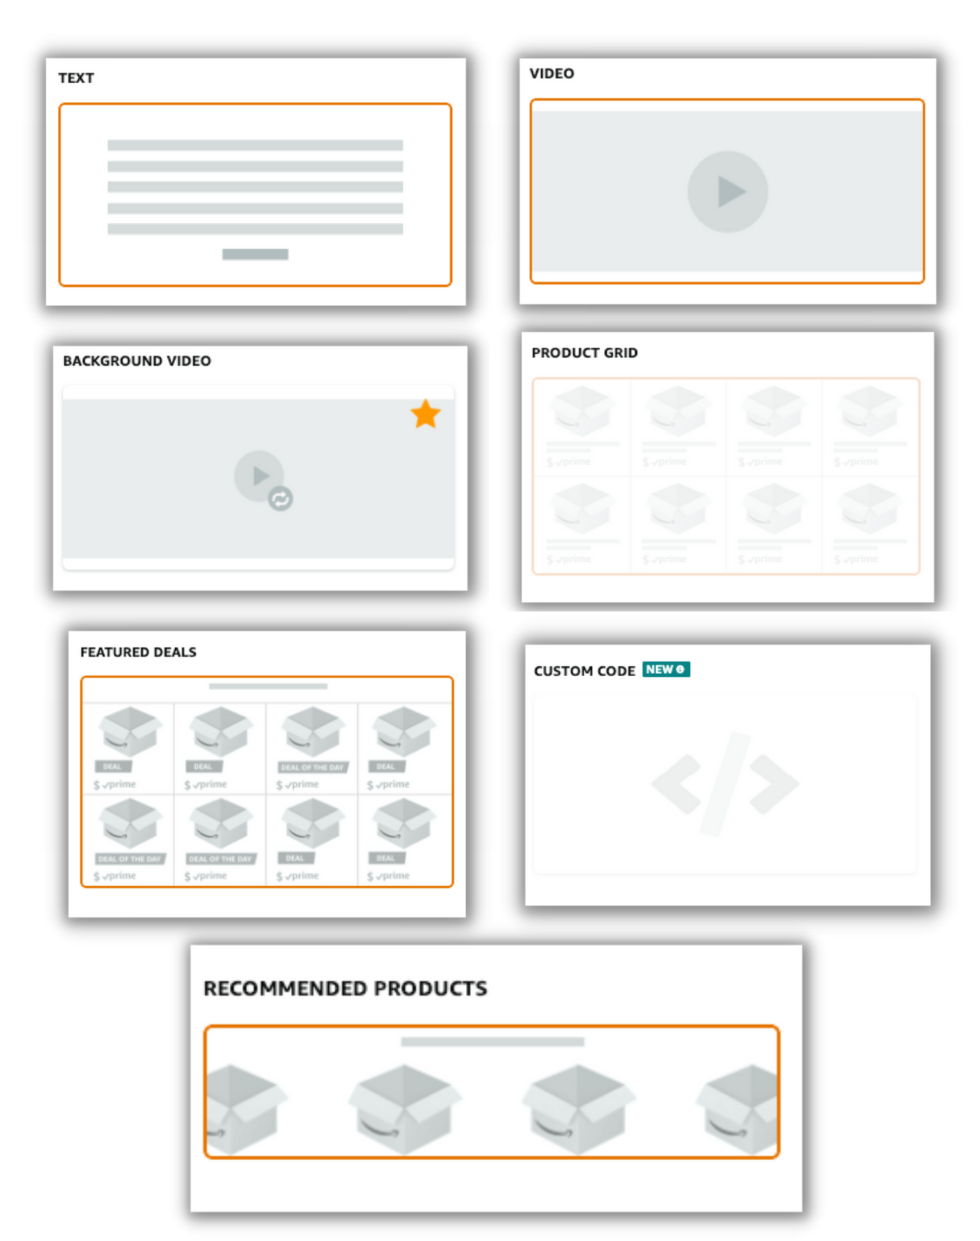 TEXT
VIDEO
BACKGROUND VIDEO
PRODUCT GRID
$ prime $ prime $ prime $ prime
$ prime $ prime $ prime $ prime
FEATURED DEALS
DEAL DEAL DEAL OF THE DAY DEAL
$ prime $ prime $ prime $ prime
DEAL OF THE DAY DEAL OF THE DAY DEAL DEAL
$ prime $ prime $ prime $ prime
CUSTOM CODE NEW
</>
RECOMMENDED PRODUCTS